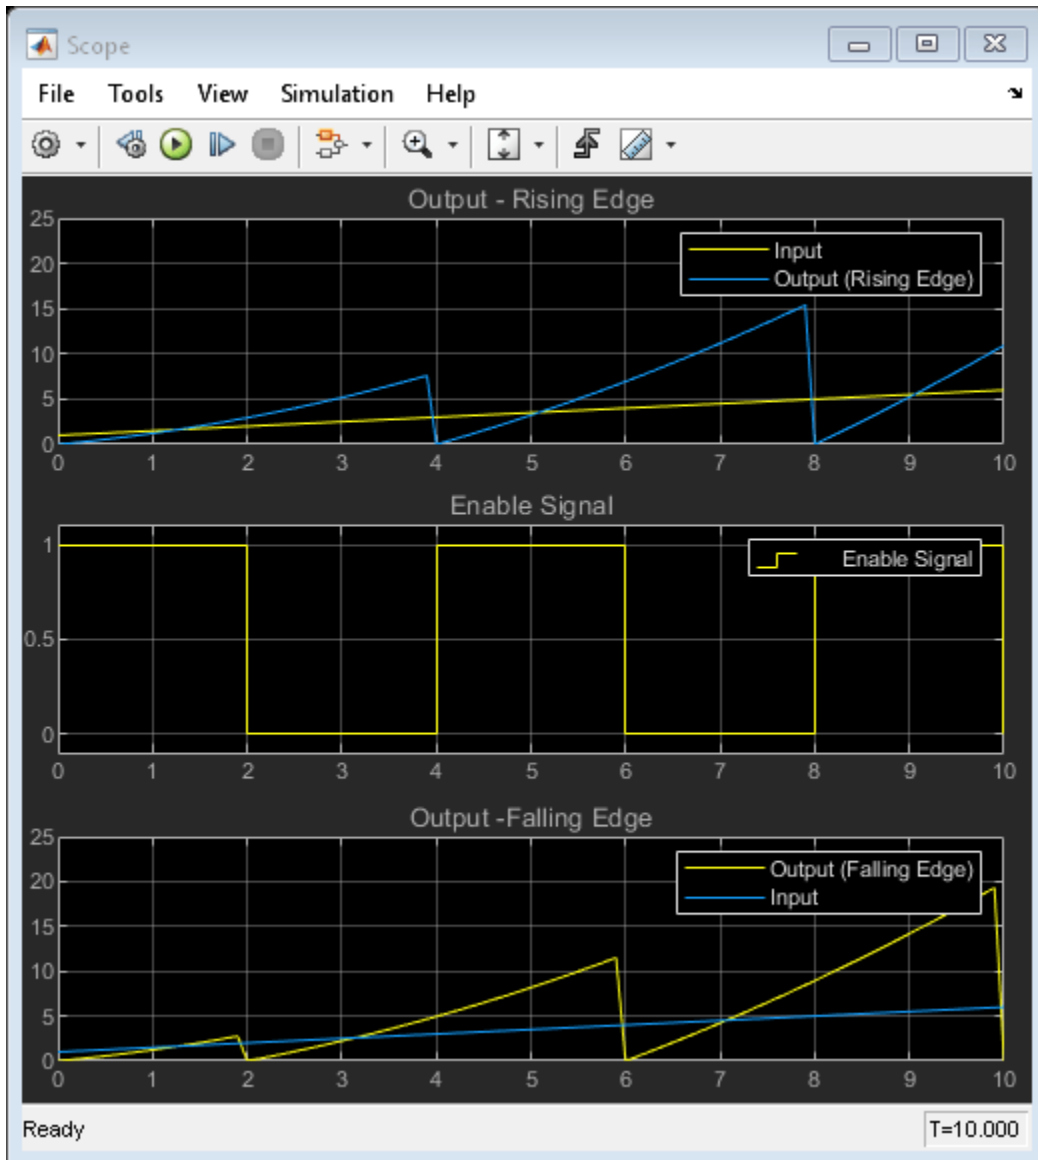 Scope
File Tools View Simulation Help
Output - Rising Edge
25
20
15
10
5
0
Input
Output (Rising Edge)
0 1 2 3 4 5 6 7 8 9 10
Enable Signal
1
0.5
0
Enable Signal
0 1 2 3 4 5 6 7 8 9 10
Output -Falling Edge
25
20
15
10
5
0
Output (Falling Edge)
Input
0 1 2 3 4 5 6 7 8 9 10
Ready T=10.000